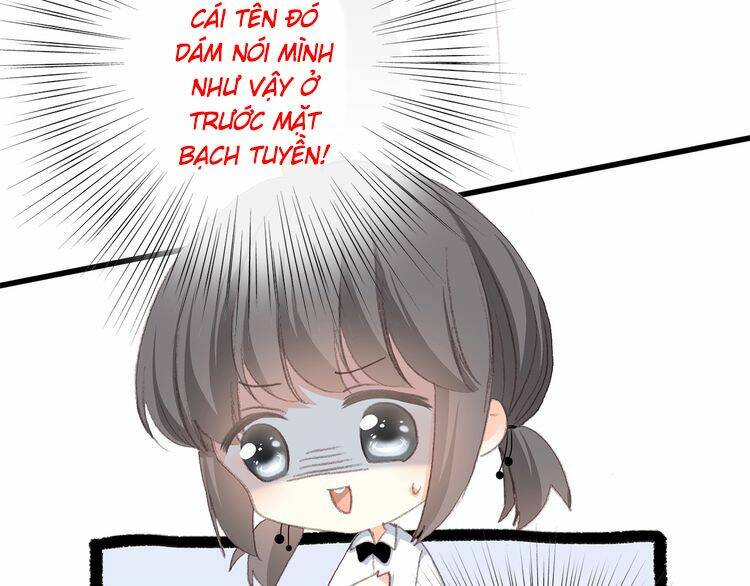 CÁI TÊN ĐÓ
DÁM NÓI MÌNH
NHƯ VẬY Ở
TRƯỚC MẶT
BẠCH TUYỀN!